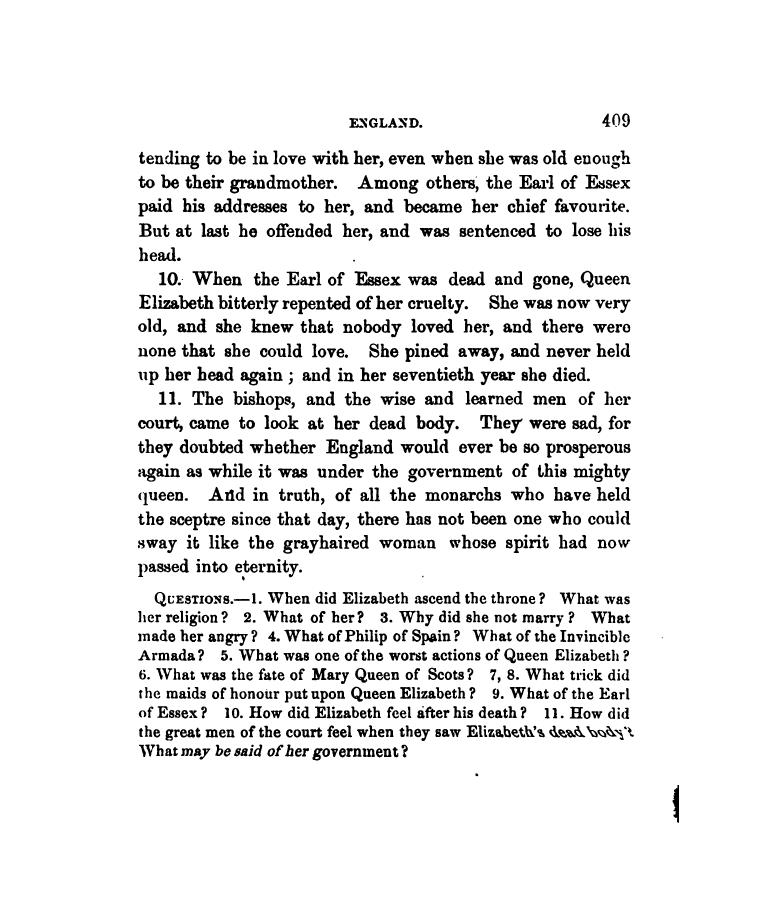 ENGLAND. 409
tending to be in love with her, even when she was old enough
to be their grandmother. Among others, the Earl of Essex
paid his addresses to her, and became her chief favourite.
But at last he offended her, and was sentenced to lose his
head.
10. When the Earl of Essex was dead and gone, Queen
Elizabeth bitterly repented of her cruelty. She was now very
old, and she knew that nobody loved her, and there were
none that she could love. She pined away, and never held
up her head again ; and in her seventieth year she died.
11. The bishops, and the wise and learned men of her
court, came to look at her dead body. They were sad, for
they doubted whether England would ever be so prosperous
again as while it was under the government of this mighty
queen. And in truth, of all the monarchs who have held
the sceptre since that day, there has not been one who could
sway it like the grayhaired woman whose spirit had now
passed into eternity.
QUESTIONS.—1. When did Elizabeth ascend the throne ? What was
her religion ? 2. What of her ? 3. Why did she not marry ? What
made her angry ? 4. What of Philip of Spain ? What of the Invincible
Armada ? 5. What was one of the worst actions of Queen Elizabeth ?
6. What was the fate of Mary Queen of Scots ? 7, 8. What trick did
the maids of honour put upon Queen Elizabeth ? 9. What of the Earl
of Essex ? 10. How did Elizabeth feel after his death ? 11. How did
the great men of the court feel when they saw Elizabeth's dead body?
What may be said of her government ?